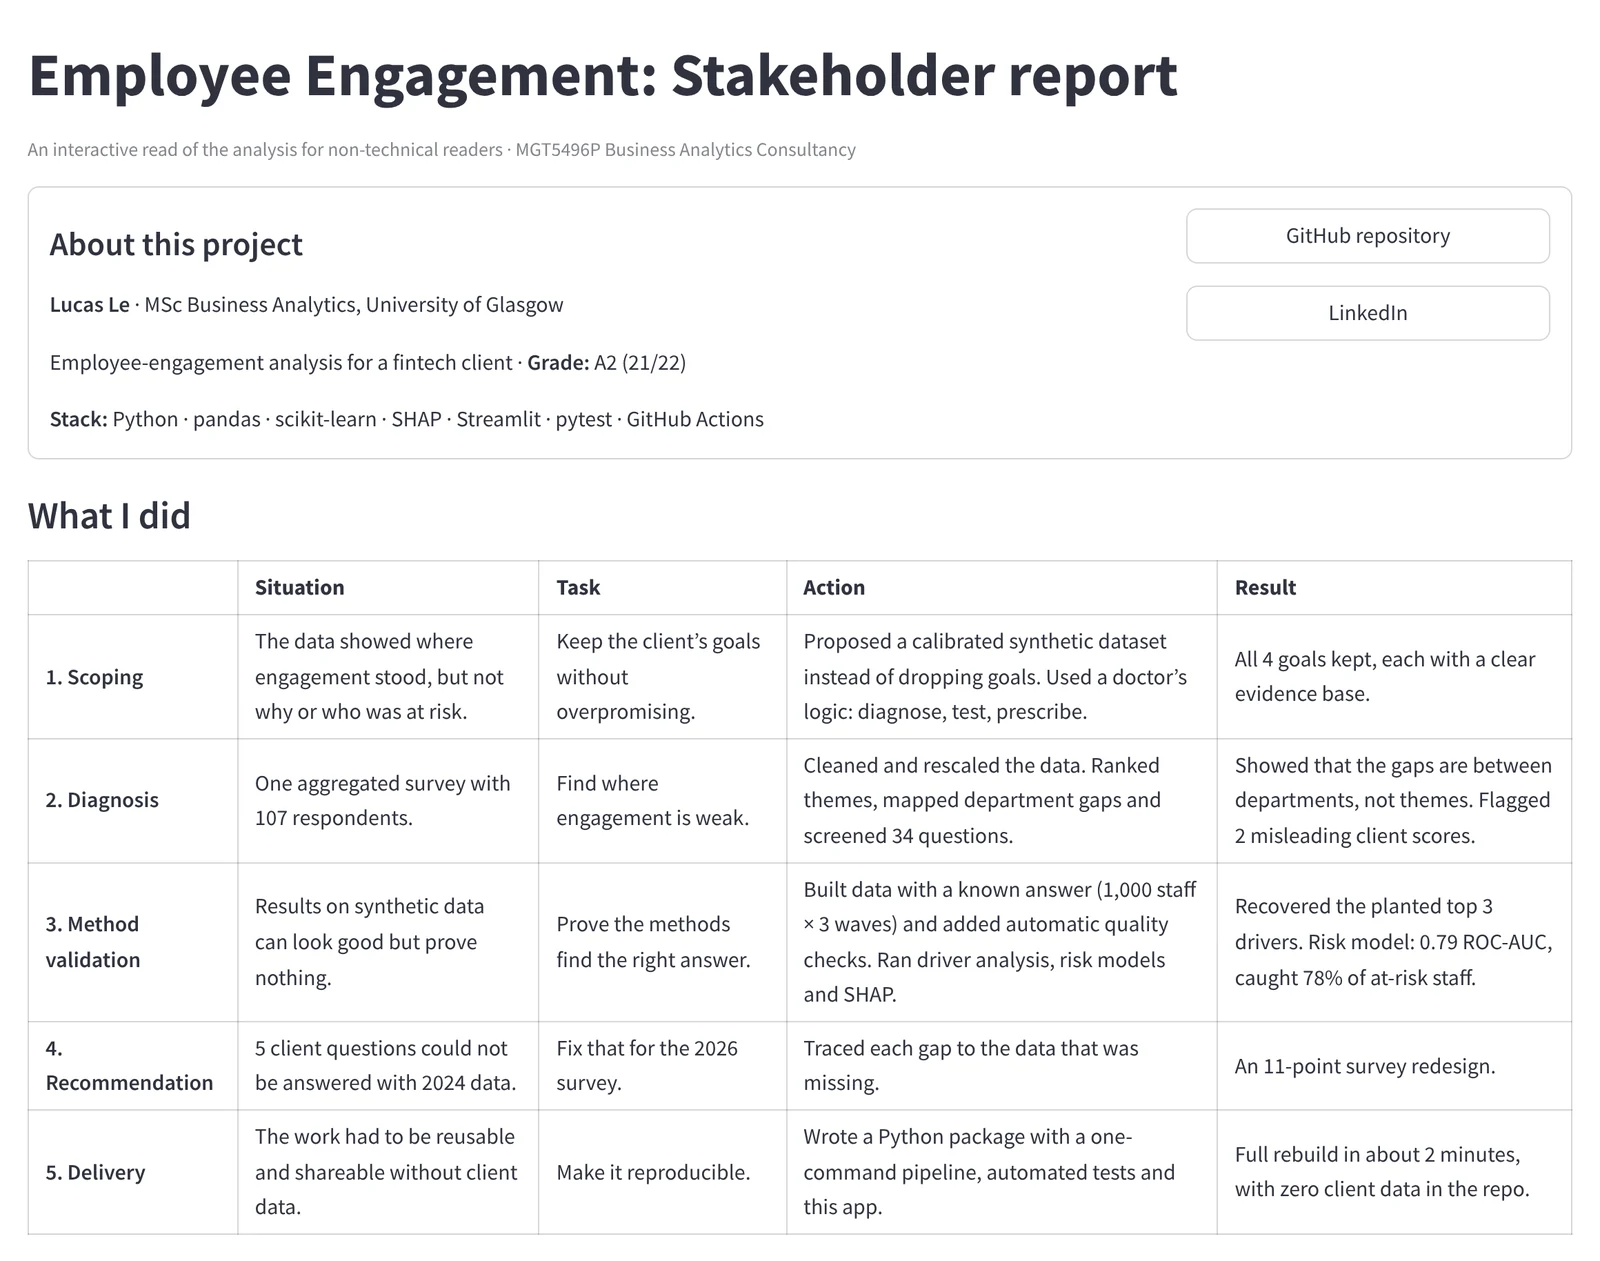 Employee Engagement: Stakeholder report
An interactive read of the analysis for non-technical readers · MGT5496P Business Analytics Consultancy
About this project
GitHub repository
LinkedIn
Lucas Le · MSc Business Analytics, University of Glasgow
Employee-engagement analysis for a fintech client · Grade: A2 (21/22)
Stack: Python · pandas · scikit-learn · SHAP · Streamlit · pytest · GitHub Actions
What I did
Situation
Task
Action
Result
1. Scoping
The data showed where
engagement stood, but not
why or who was at risk.
Keep the client’s goals
without
overpromising.
Proposed a calibrated synthetic dataset
instead of dropping goals. Used a doctor’s
logic: diagnose, test, prescribe.
All 4 goals kept, each with a clear
evidence base.
2. Diagnosis
One aggregated survey with
107 respondents.
Find where
engagement is weak.
Cleaned and rescaled the data. Ranked
themes, mapped department gaps and
screened 34 questions.
Showed that the gaps are between
departments, not themes. Flagged
2 misleading client scores.
3. Method
validation
Results on synthetic data
can look good but prove
nothing.
Prove the methods
find the right answer.
Built data with a known answer (1,000 staff
× 3 waves) and added automatic quality
checks. Ran driver analysis, risk models
and SHAP.
Recovered the planted top 3
drivers. Risk model: 0.79 ROC-AUC,
caught 78% of at-risk staff.
4.
Recommendation
5 client questions could not
be answered with 2024 data.
Fix that for the 2026
survey.
Traced each gap to the data that was
missing.
An 11-point survey redesign.
5. Delivery
The work had to be reusable
and shareable without client
data.
Make it reproducible.
Wrote a Python package with a one-
command pipeline, automated tests and
this app.
Full rebuild in about 2 minutes,
with zero client data in the repo.